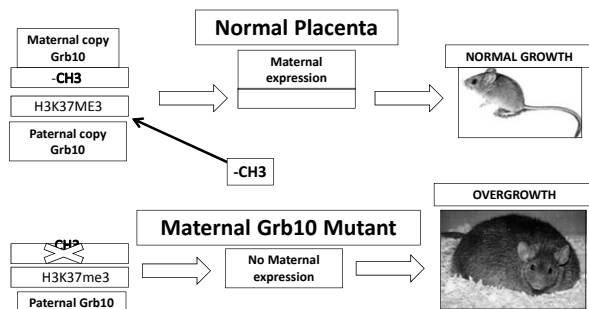 Normal Placenta
Maternal copy
Grb10
-CH3
H3K37ME3
Paternal copy
Grb10
Maternal
expression
NORMAL GROWTH
-CH3
Maternal Grb10 Mutant
CH3
H3K37me3
Paternal Grb10
No Maternal
expression
OVERGROWTH